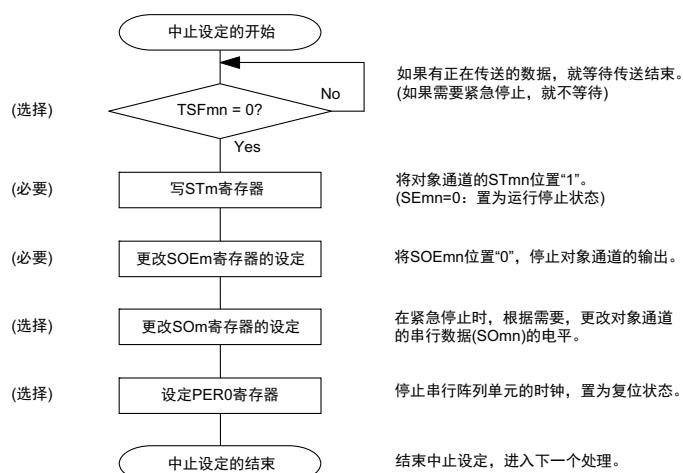 中止设定的开始
如果有正在传送的数据，就等待传送结束。
(如果需要紧急停止，就不等待)
No
(选择)
TSFmn = 0?
Yes
(必要)
写STm寄存器
将对象通道的STmn位置“1”。
(SEmn=0：置为运行停止状态)
(必要)
更改SOEm寄存器的设定
将SOEmn位置“0”，停止对象通道的输出。
(选择)
更改SOm寄存器的设定
在紧急停止时，根据需要，更改对象通道
的串行数据(SOmn)的电平。
(选择)
设定PER0寄存器
停止串行阵列单元的时钟，置为复位状态。
中止设定的结束
结束中止设定，进入下一个处理。